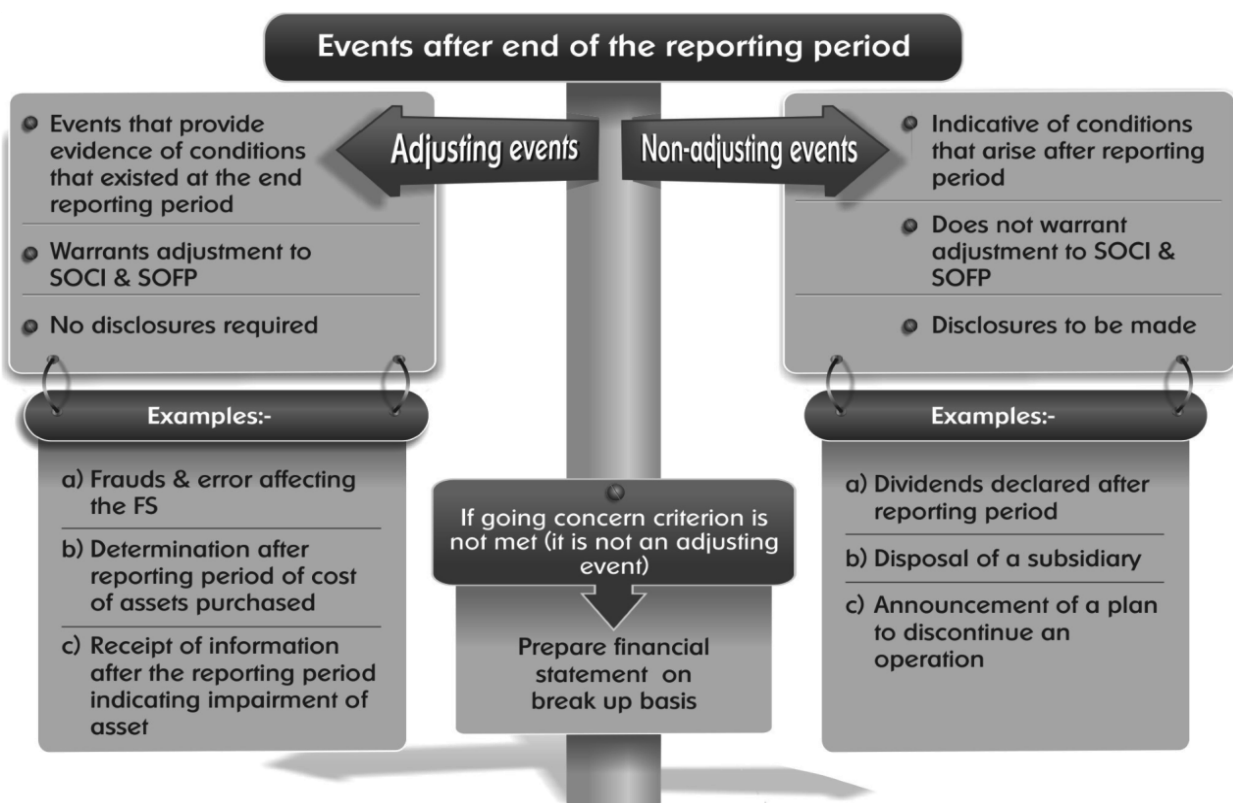 Events after end of the reporting period
Adjusting events
Events that provide
evidence of conditions
that existed at the end
reporting period
Warrants adjustment to
SOCI & SOFP
No disclosures required
Examples:-
a) Frauds & error affecting
the FS
b) Determination after
reporting period of cost
of assets purchased
c) Receipt of information
after the reporting period
indicating impairment of
asset
If going concern criterion is
not met (it is not an adjusting
event)
Prepare financial
statement on
break up basis
Non-adjusting events
Indicative of conditions
that arise after reporting
period
Does not warrant
adjustment to SOCI &
SOFP
Disclosures to be made
Examples:-
a) Dividends declared after
reporting period
b) Disposal of a subsidiary
c) Announcement of a plan
to discontinue an
operation